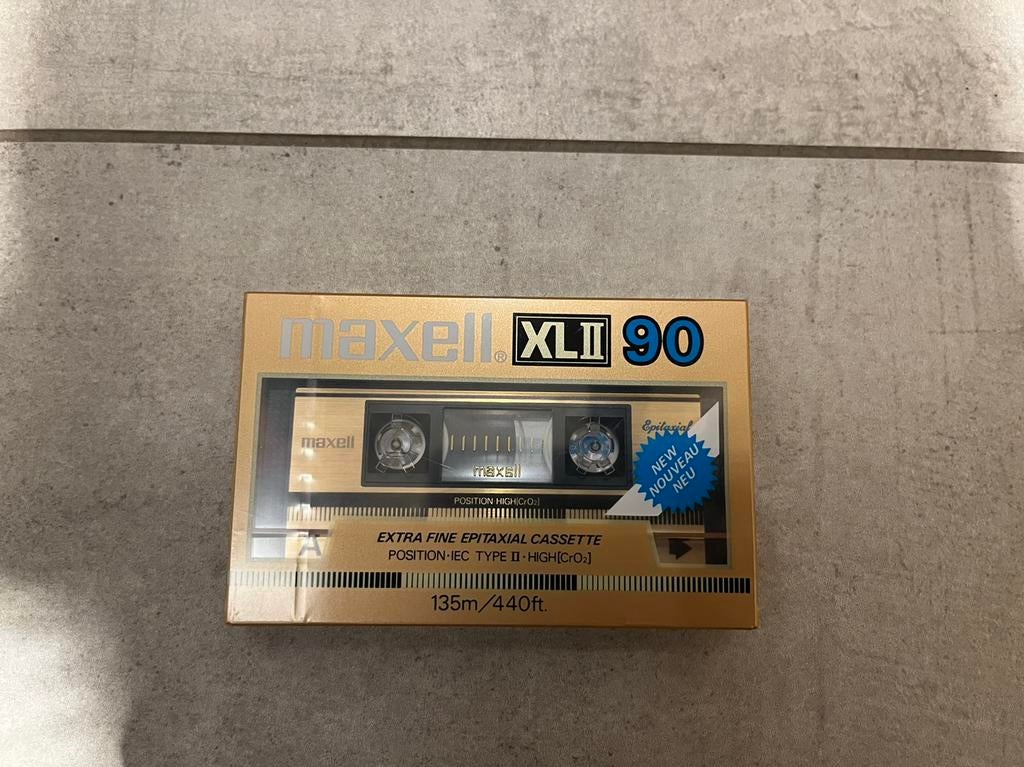 maxell® XLII 90
maxell
Epitaxial
maxell
NEW
NOUVEAU
NEU
POSITION·HIGH[CrO₂]
A
EXTRA FINE EPITAXIAL CASSETTE
POSITION·IEC TYPE II·HIGH[CrO₂]
135m/440ft.